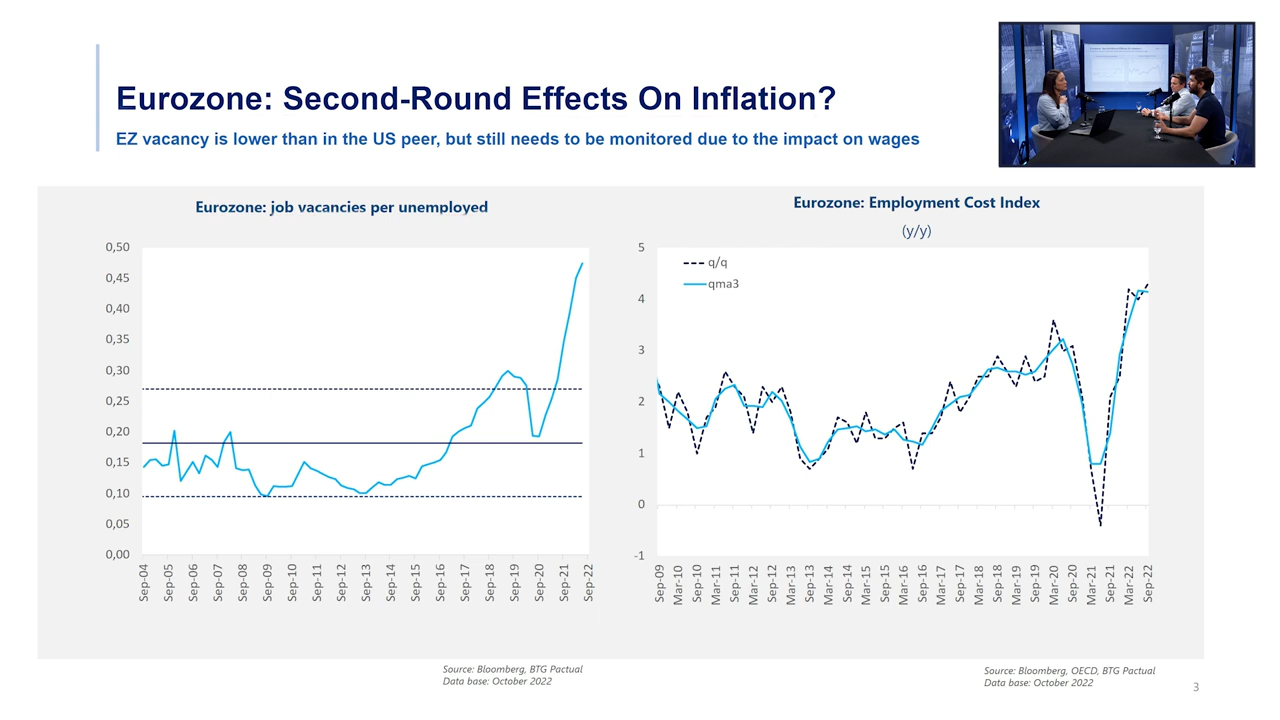 Eurozone: Second-Round Effects On Inflation?
EZ vacancy is lower than in the US peer, but still needs to be monitored due to the impact on wages
Eurozone: job vacancies per unemployed
0,50
0,45
0,40
0,35
0,30
0,25
0,20
0,15
0,10
0,05
0,00
Sep-04
Sep-05
Sep-06
Sep-07
Sep-08
Sep-09
Sep-10
Sep-11
Sep-12
Sep-13
Sep-14
Sep-15
Sep-16
Sep-17
Sep-18
Sep-19
Sep-20
Sep-21
Sep-22
Source: Bloomberg, BTG Pactual
Data base: October 2022
Eurozone: Employment Cost Index
(y/y)
q/q
qma3
5
4
3
2
1
0
-1
Sep-09
Mar-10
Sep-10
Mar-11
Sep-11
Mar-12
Sep-12
Mar-13
Sep-13
Mar-14
Sep-14
Mar-15
Sep-15
Mar-16
Sep-16
Mar-17
Sep-17
Mar-18
Sep-18
Mar-19
Sep-19
Mar-20
Sep-20
Mar-21
Sep-21
Mar-22
Sep-22
Source: Bloomberg, OECD, BTG Pactual
Data base: October 2022
3